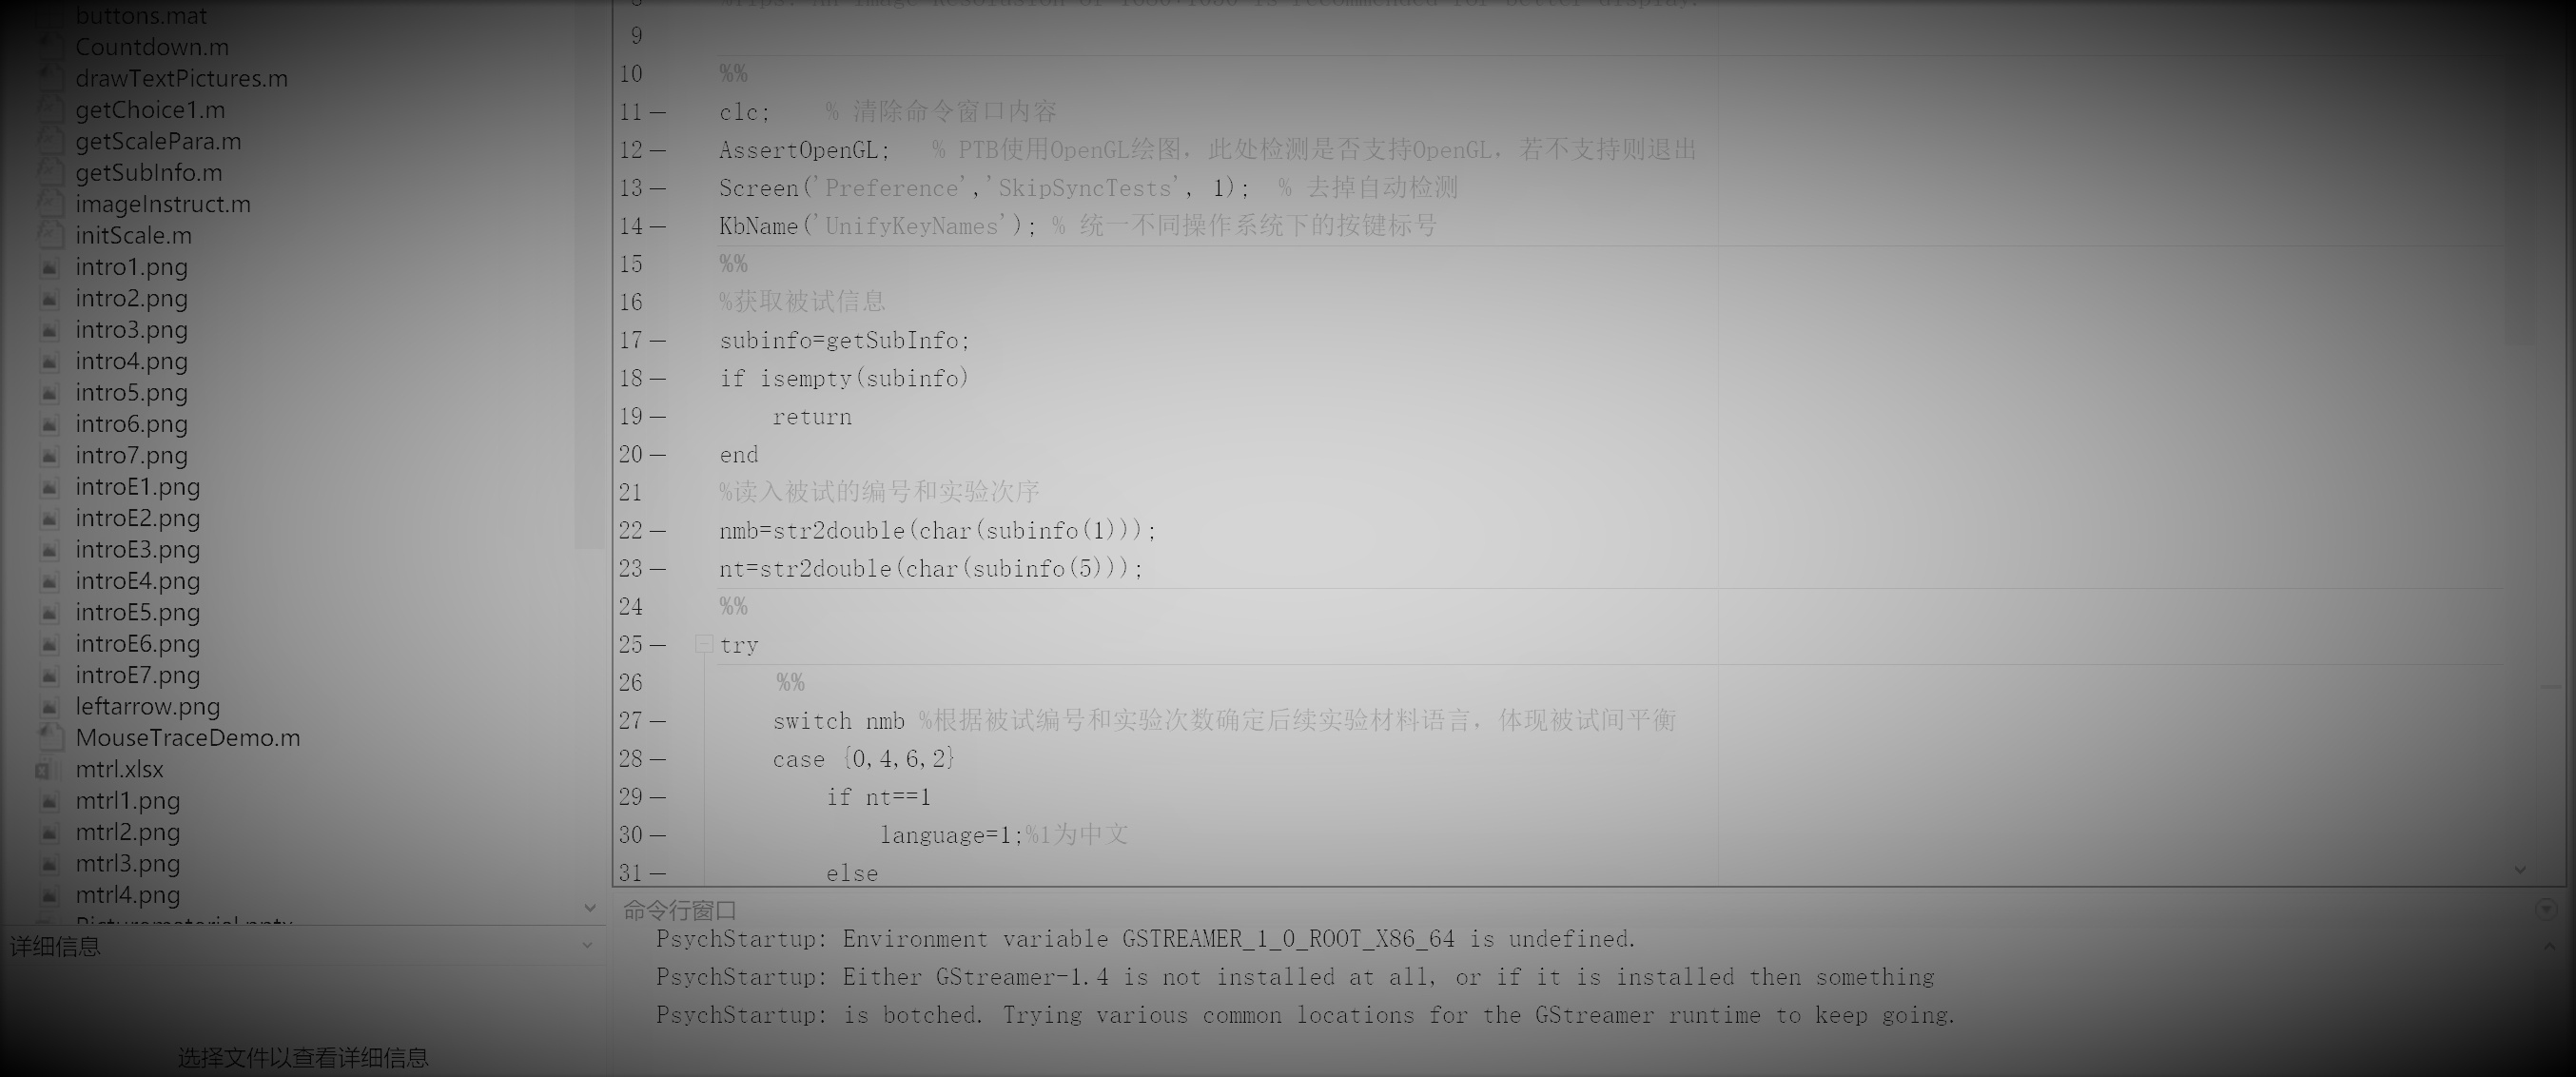 buttons.mat
Countdown.m
drawTextPictures.m
getChoice1.m
getScalePara.m
getSubInfo.m
imageInstruct.m
initScale.m
intro1.png
intro2.png
intro3.png
intro4.png
intro5.png
intro6.png
intro7.png
introE1.png
introE2.png
introE3.png
introE4.png
introE5.png
introE6.png
introE7.png
leftarrow.png
MouseTraceDemo.m
mtrl.xlsx
mtrl1.png
mtrl2.png
mtrl3.png
mtrl4.png
Picturematerial.pptx
详细信息
选择文件以查看详细信息
8 %Tips: An Image Resolusion of 1080*1080 is recommended for better display.
9
10 %%
11 — clc; % 清除命令窗口内容
12 — AssertOpenGL; % PTB使用OpenGL绘图，此处检测是否支持OpenGL，若不支持则退出
13 — Screen('Preference','SkipSyncTests', 1); % 去掉自动检测
14 — KbName('UnifyKeyNames'); % 统一不同操作系统下的按键标号
15 %%
16 %获取被试信息
17 — subinfo=getSubInfo;
18 — if isempty(subinfo)
19 — return
20 — end
21 %读入被试的编号和实验次序
22 — nmb=str2double(char(subinfo(1)));
23 — nt=str2double(char(subinfo(5)));
24 %%
25 — try
26 %%
27 — switch nmb %根据被试编号和实验次数确定后续实验材料语言，体现被试间平衡
28 — case {0,4,6,2}
29 — if nt==1
30 — language=1;%1为中文
31 — else
命令行窗口
PsychStartup: Environment variable GSTREAMER_1_0_ROOT_X86_64 is undefined.
PsychStartup: Either GStreamer-1.4 is not installed at all, or if it is installed then something
PsychStartup: is botched. Trying various common locations for the GStreamer runtime to keep going.